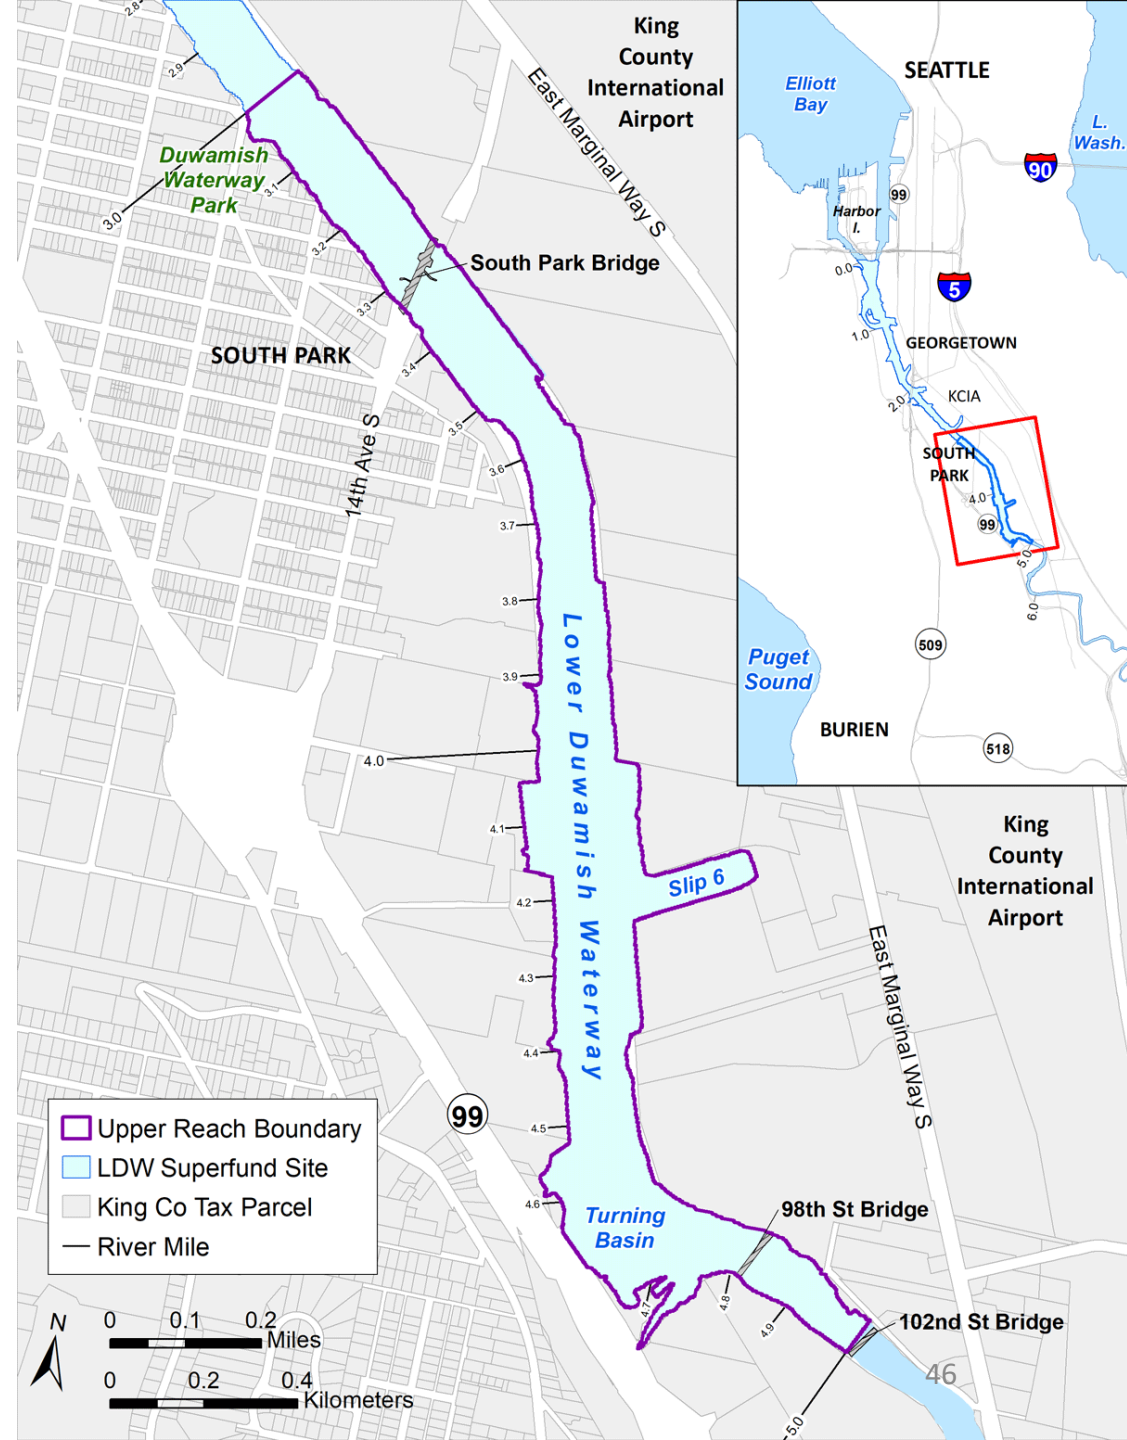 2.8
2.9
King
County
International
Airport
East Marginal Way S
Duwamish
Waterway
Park
3.0
3.1
3.2
South Park Bridge
3.3
SOUTH PARK
3.4
3.5
14th Ave S
3.6
3.7
3.8
3.9
4.0
4.1
4.2
4.3
4.4
4.5
4.6
4.7
4.8
4.9
5.0
Lower Duwamish Waterway
Slip 6
King
County
International
Airport
East Marginal Way S
99
Turning
Basin
98th St Bridge
102nd St Bridge
46
Upper Reach Boundary
LDW Superfund Site
King Co Tax Parcel
River Mile
N
0 0.1 0.2
Miles
0 0.2 0.4
Kilometers
SEATTLE
Elliott
Bay
L.
Wash.
90
99
Harbor
I.
0.0
5
1.0
GEORGETOWN
2.0
KCIA
SOUTH
PARK
4.0
99
5.0
6.0
509
Puget
Sound
BURIEN
518